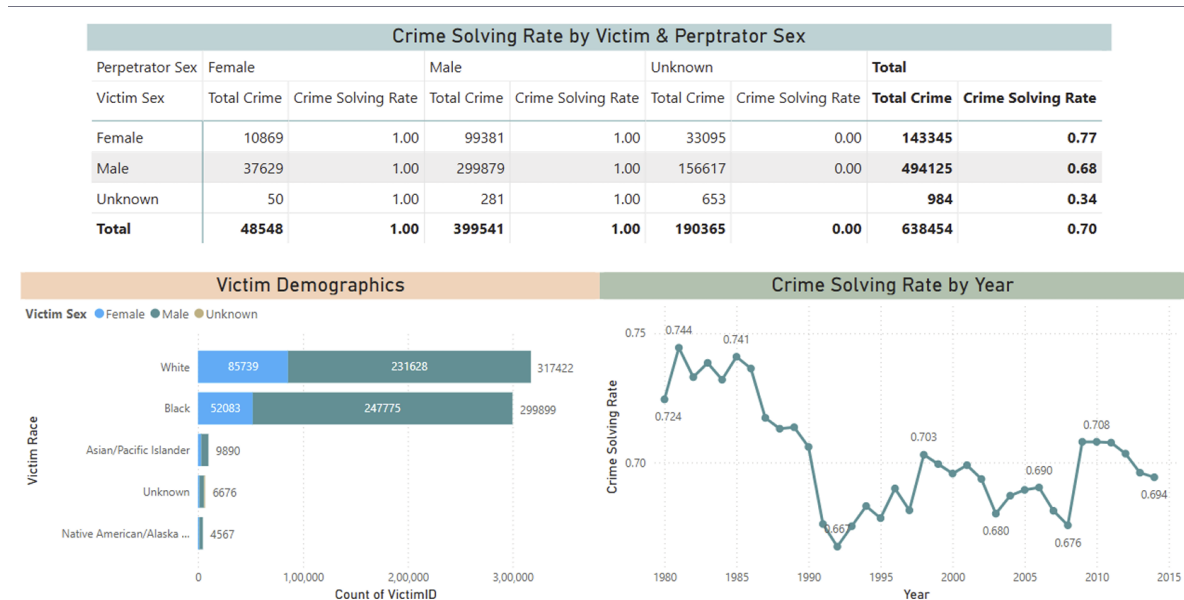 Crime Solving Rate by Victim & Perptrator Sex
Perpetrator Sex Female Male Unknown Total
Victim Sex Total Crime Crime Solving Rate Total Crime Crime Solving Rate Total Crime Crime Solving Rate Total Crime Crime Solving Rate
Female 10869 1.00 99381 1.00 33095 0.00 143345 0.77
Male 37629 1.00 299879 1.00 156617 0.00 494125 0.68
Unknown 50 1.00 281 1.00 653 984 0.34
Total 48548 1.00 399541 1.00 190365 0.00 638454 0.70
Victim Demographics
Victim Sex Female Male Unknown
Victim Race
White 85739 231628 317422
Black 52083 247775 299899
Asian/Pacific Islander 9890
Unknown 6676
Native American/Alaska ... 4567
0 1,00,000 2,00,000 3,00,000
Count of VictimID
Crime Solving Rate by Year
Crime Solving Rate
0.75
0.70
0.724
0.744
0.741
0.667
0.703
0.680
0.690
0.676
0.708
0.694
1980 1985 1990 1995 2000 2005 2010 2015
Year